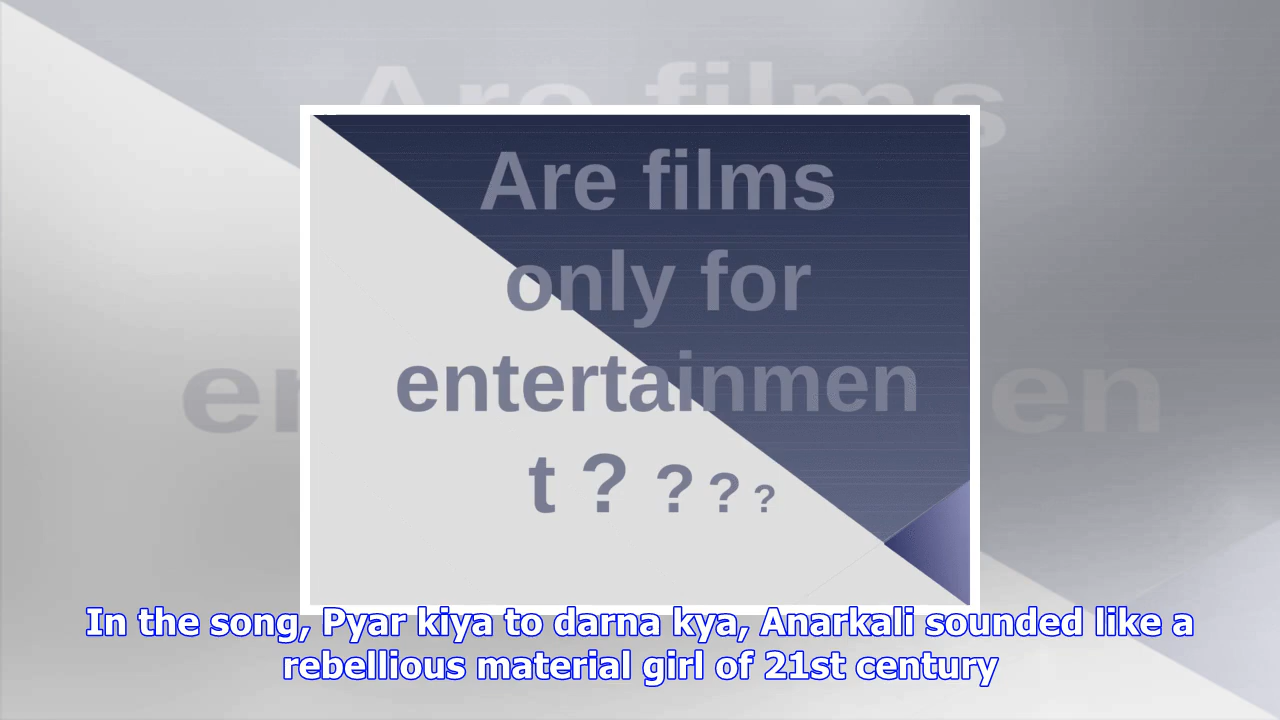 Are films
only for
entertainmen
t ? ? ? ?
In the song, Pyar kiya to darna kya, Anarkali sounded like a
rebellious material girl of 21st century